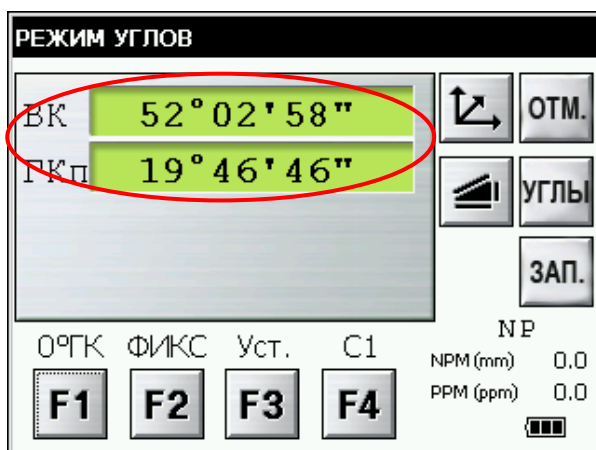 РЕЖИМ УГЛОВ
ВК 52°02'58"
ГКп 19°46'46"
ОТМ.
УГЛЫ
ЗАП.
0°ГК ФИКС Уст. С1
F1 F2 F3 F4
NP
NPM (mm) 0.0
PPM (ppm) 0.0